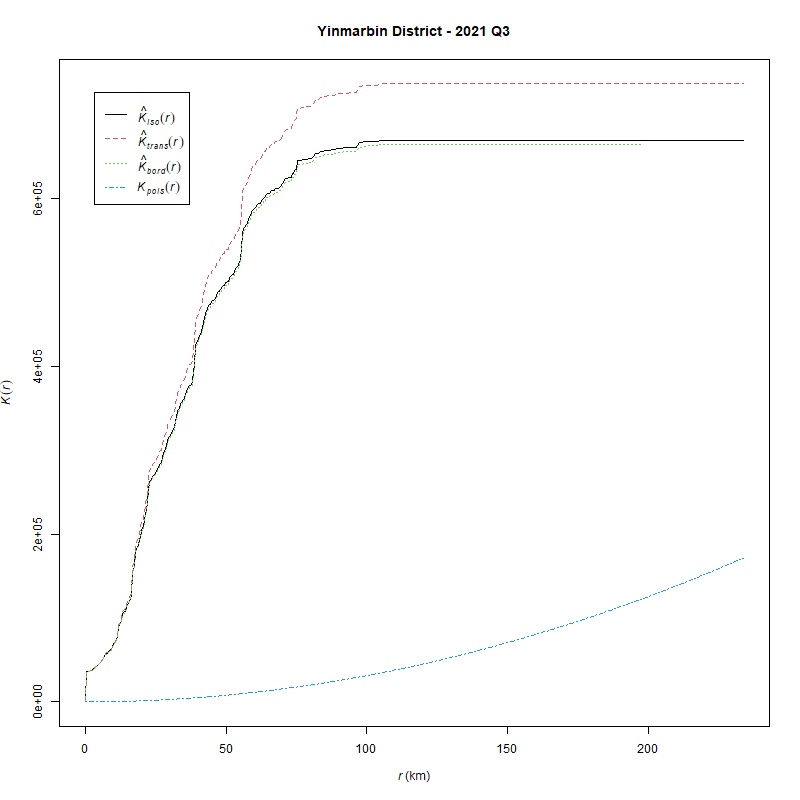 Yinmarbin District - 2021 Q3
K̂iso(r)
K̂trans(r)
K̂bord(r)
Kpois(r)
K(r)
6e+05
4e+05
2e+05
0e+00
0 50 100 150 200
r (km)